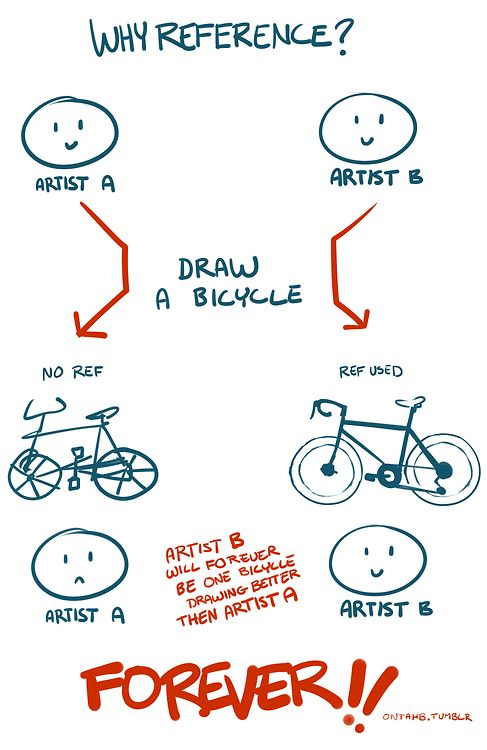 WHY REFERENCE?
ARTIST A
ARTIST B
DRAW
A BICYCLE
NO REF
REF USED
ARTIST B
WILL FOREVER
BE ONE BICYCLE
DRAWING BETTER
THEN ARTIST A
ARTIST A
ARTIST B
FOREVER!!
ONTAHB.TUMBLR